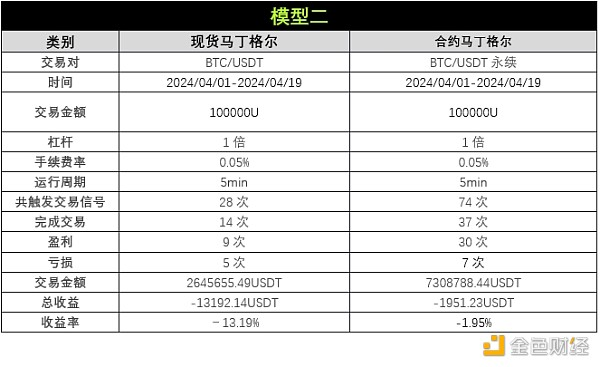 模型二
类别 现货马丁格尔 合约马丁格尔
交易对 BTC/USDT BTC/USDT 永续
时间 2024/04/01-2024/04/19 2024/04/01-2024/04/19
交易金额 100000U 100000U
杠杆 1 倍 1 倍
手续费率 0.05% 0.05%
运行周期 5min 5min
共触发交易信号 28 次 74 次
完成交易 14 次 37 次
盈利 9 次 30 次
亏损 5 次 7 次
交易金额 2645655.49USDT 7308788.44USDT
总收益 -13192.14USDT -1951.23USDT
收益率 －13.19% -1.95%
金色财经